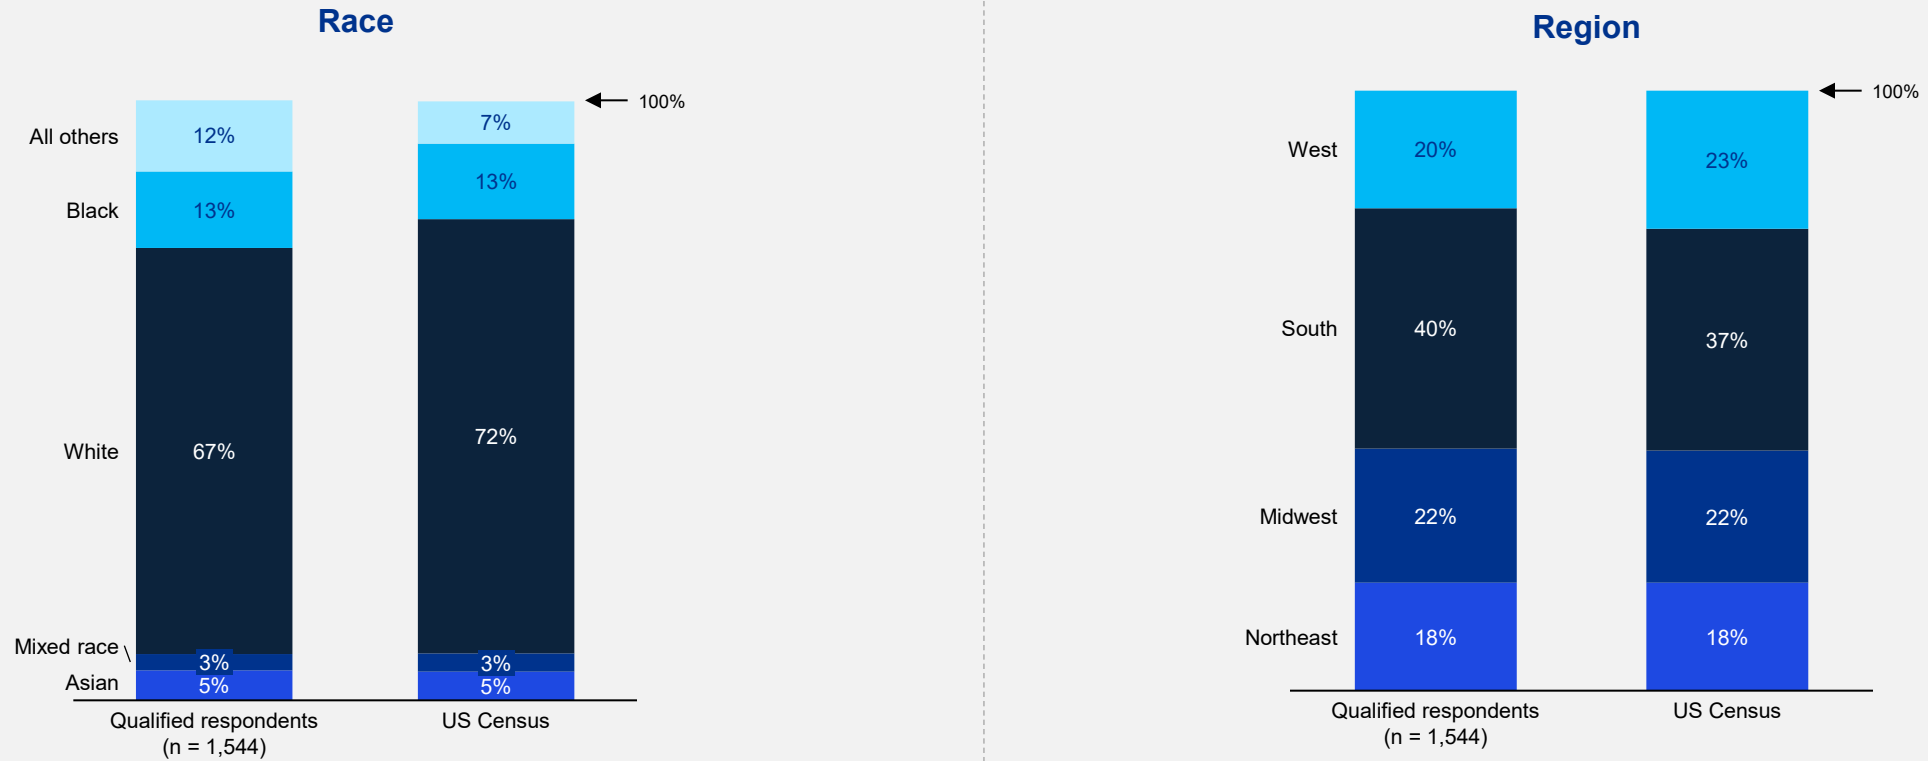 Race
100%
All others
12%
7%
Black
13%
13%
White
67%
72%
Mixed race
3%
3%
Asian
5%
5%
Qualified respondents
(n = 1,544)
US Census
Region
100%
West
20%
23%
South
40%
37%
Midwest
22%
22%
Northeast
18%
18%
Qualified respondents
(n = 1,544)
US Census